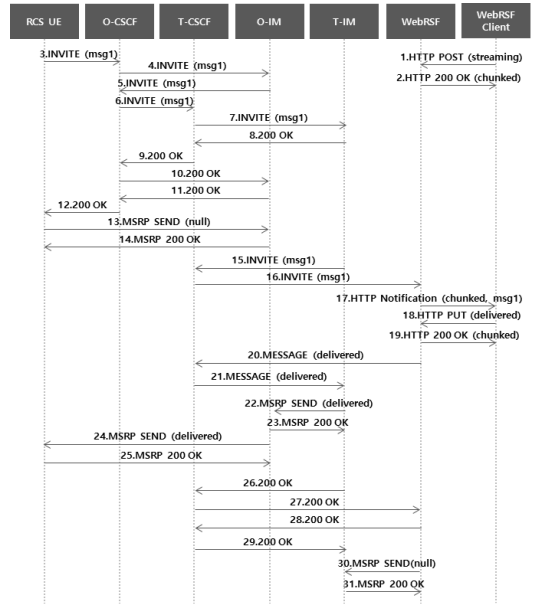 RCS UE
O-CSCF
T-CSCF
O-IM
T-IM
WebRSF
WebRSF
Client
1.HTTP POST (streaming)
2.HTTP 200 OK (chunked)
3.INVITE (msg1)
4.INVITE (msg1)
5.INVITE (msg1)
6.INVITE (msg1)
7.INVITE (msg1)
8.200 OK
9.200 OK
10.200 OK
11.200 OK
12.200 OK
13.MSRP SEND (null)
14.MSRP 200 OK
15.INVITE (msg1)
16.INVITE (msg1)
17.HTTP Notification (chunked, msg1)
18.HTTP PUT (delivered)
19.HTTP 200 OK (chunked)
20.MESSAGE (delivered)
21.MESSAGE (delivered)
22.MSRP SEND (delivered)
23.MSRP 200 OK
24.MSRP SEND (delivered)
25.MSRP 200 OK
26.200 OK
27.200 OK
28.200 OK
29.200 OK
30.MSRP SEND(null)
31.MSRP 200 OK